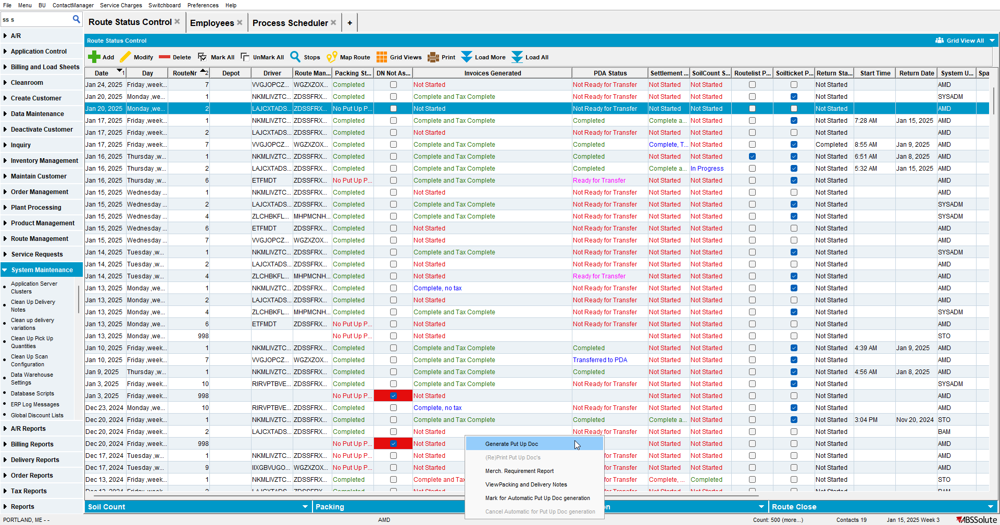 File Menu BU ContactManager Service Charges Switchboard Preferences Help
ss s
Route Status Control Employees Process Scheduler +
Route Status Control Grid View All
Add Modify Delete Mark All UnMark All Stops Map Route Grid Views Print Load More Load All
A/R
Application Control
Billing and Load Sheets
Cleanroom
Create Customer
Data Maintenance
Deactivate Customer
Inquiry
Inventory Management
Maintain Customer
Order Management
Plant Processing
Product Management
Route Management
Service Requests
System Maintenance
Application Server
Clusters
Clean Up Delivery
Notes
Clean up delivery
variations
Clean Up Pick Up
Quantities
Clean Up Scan
Configuration
Data Warehouse
Settings
Database Scripts
ERP Log Messages
Global Discount Lists
A/R Reports
Billing Reports
Delivery Reports
Order Reports
Tax Reports
Reports
Date 1 Day RouteNr 2 Depot Driver Route Man... Packing St... DN Not As... Invoices Generated PDA Status Settlement ... SoilCount S... Routelist P... Soilticket P... Return Sta... Start Time Return Date System U... Spa
Jan 24, 2025 Friday ,week... 7 VVGJOPCZ... WGZXZOX... Completed Not Started Not Ready for Transfer Not Started Not Started Not Started AMD
Jan 20, 2025 Monday ,we... 1 NKMLIVZTC... ZDSSFRX... Completed Complete and Tax Complete Not Ready for Transfer Not Started Not Started Not Started SYSADM
Jan 20, 2025 Monday ,we... 2 LAJCXTADS... ZDSSFRX... No Put Up P... Not Started Not Ready for Transfer Not Started Not Started Not Started AMD
Jan 17, 2025 Friday ,week... 1 NKMLIVZTC... ZDSSFRX... Completed Complete and Tax Complete Completed Complete a... Not Started Not Started 7:28 AM Jan 15, 2025 AMD
Jan 17, 2025 Friday ,week... 2 LAJCXTADS... ZDSSFRX... Completed Not Started Not Ready for Transfer Not Started Not Started Not Started AMD
Jan 17, 2025 Friday ,week... 7 VVGJOPCZ... WGZXZOX... Completed Complete and Tax Complete Completed Complete, T... Not Started Completed 8:55 AM Jan 9, 2025 AMD
Jan 16, 2025 Thursday ,w... 1 NKMLIVZTC... ZDSSFRX... Completed Complete and Tax Complete Completed Not Started Not Started Not Started 6:51 AM Jan 8, 2025 AMD
Jan 16, 2025 Thursday ,w... 2 LAJCXTADS... ZDSSFRX... Completed Complete and Tax Complete Completed Complete a... In Progress Not Started 5:32 AM Jan 15, 2025 AMD
Jan 16, 2025 Thursday ,w... 6 ETFMDT ZDSSFRX... No Put Up P... Complete and Tax Complete Ready for Transfer Not Started Not Started Not Started AMD
Jan 15, 2025 Wednesday ... 1 NKMLIVZTC... ZDSSFRX... Completed Not Started Not Ready for Transfer Not Started Not Started Not Started AMD
Jan 15, 2025 Wednesday ... 2 LAJCXTADS... ZDSSFRX... Completed Complete and Tax Complete Not Ready for Transfer Not Started Not Started Not Started SYSADM
Jan 15, 2025 Wednesday ... 4 ZLCHBKFL... MHPMCNH... Completed Complete and Tax Complete Not Ready for Transfer Not Started Not Started Not Started SYSADM
Jan 15, 2025 Wednesday ... 6 ETFMDT ZDSSFRX... Completed Not Started Not Ready for Transfer Not Started Not Started Not Started AMD
Jan 15, 2025 Wednesday ... 7 VVGJOPCZ... WGZXZOX... Completed Not Started Not Ready for Transfer Not Started Not Started Not Started AMD
Jan 14, 2025 Tuesday ,w... 1 NKMLIVZTC... ZDSSFRX... Completed Complete and Tax Complete Not Ready for Transfer Not Started Not Started Not Started SYSADM
Jan 14, 2025 Tuesday ,w... 2 LAJCXTADS... ZDSSFRX... Completed Not Started Not Ready for Transfer Not Started Not Started Not Started AMD
Jan 14, 2025 Tuesday ,w... 4 ZLCHBKFL... MHPMCNH... Completed Not Started Ready for Transfer Not Started Not Started Not Started AMD
Jan 13, 2025 Monday ,we... 1 NKMLIVZTC... ZDSSFRX... Completed Complete, no tax Not Ready for Transfer Not Started Not Started Not Started AMD
Jan 13, 2025 Monday ,we... 2 LAJCXTADS... ZDSSFRX... Completed Not Started Not Ready for Transfer Not Started Not Started Not Started AMD
Jan 13, 2025 Monday ,we... 4 ZLCHBKFL... MHPMCNH... Completed Complete and Tax Complete Not Ready for Transfer Not Started Not Started Not Started SYSADM
Jan 13, 2025 Monday ,we... 6 ETFMDT ZDSSFRX... No Put Up P... Not Started Not Ready for Transfer Not Started Not Started Not Started AMD
Jan 13, 2025 Monday ,we... 998 No Put Up P... Not Started Not Started Not Started Not Started STO
Jan 10, 2025 Friday ,week... 1 NKMLIVZTC... ZDSSFRX... Completed Complete and Tax Complete Completed Not Started Not Started Not Started 4:39 AM Jan 9, 2025 AMD
Jan 10, 2025 Friday ,week... 7 VVGJOPCZ... WGZXZOX... Completed Complete and Tax Complete Transferred to PDA Not Started Not Started Not Started AMD
Jan 9, 2025 Thursday ,w... 1 NKMLIVZTC... ZDSSFRX... Completed Complete and Tax Complete Completed Not Started Not Started Not Started 4:56 AM Jan 8, 2025 AMD
Jan 3, 2025 Friday ,week... 10 RIRVPTBVE... ZDSSFRX... Completed Complete and Tax Complete Not Ready for Transfer Not Started Not Started Not Started SYSADM
Jan 3, 2025 Friday ,week... 998 No Put Up P... Not Started Not Started Not Started Not Started AMD
Dec 23, 2024 Monday ,we... 10 RIRVPTBVE... ZDSSFRX... Completed Complete, no tax Not Ready for Transfer Not Started Not Started Not Started AMD
Dec 20, 2024 Friday ,week... 1 NKMLIVZTC... ZDSSFRX... Completed Complete and Tax Complete Completed Complete a... Not Started Not Started 3:04 PM Nov 20, 2024 STO
Dec 20, 2024 Friday ,week... 2 LAJCXTADS... ZDSSFRX... Completed Not Started Not Ready for Transfer Not Started Not Started Not Started BAM
Dec 20, 2024 Friday ,week... 998 No Put Up P... Not Started Not Started Not Started Not Started AMD
Dec 17, 2024 Tuesday ,w... 1 NKMLIVZTC... ZDSSFRX... No Put Up P... Not Started for Transfer Not Started Not Started Not Started AMD
Dec 17, 2024 Tuesday ,w... 9 IIXGBVUGO... WGZXZOX... No Put Up P... Not Started for Transfer Not Started Not Started Not Started AMD
Dec 13, 2024 Friday ,week... 1 NKMLIVZTC... ZDSSFRX... Completed Complete and Tax for Transfer Complete, ... Completed Not Started STO
Dec 13, 2024 Friday ,week... 2 LAJCXTADS... ZDSSFRX... Completed Not Started for Transfer Not Started Not Started Not Started BAM
Generate Put Up Doc
(Re)Print Put Up Doc's
Merch. Requirement Report
ViewPacking and Delivery Notes
Mark for Automatic Put Up Doc generation
Cancel Automatic for Put Up Doc generation
Soil Count Packing on Route Close
PORTLAND, ME - - AMD Count: 500 (more...) Contacts 19 Jan 15, 2025 Week 3 ABSSolute